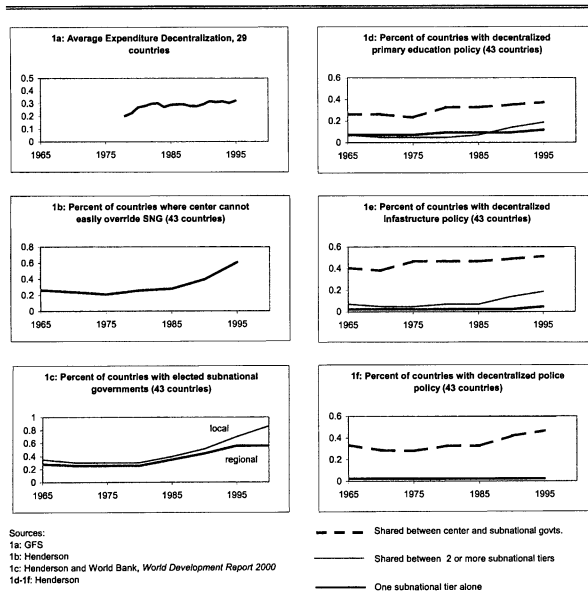 1a: Average Expenditure Decentralization, 29
countries
0.5
0.4
0.3
0.2
0.1
0
1965
1975
1985
1995
1b: Percent of countries where center cannot
easily override SNG (43 countries)
0.8
0.6
0.4
0.2
0
1965
1975
1985
1995
1c: Percent of countries with elected subnational
governments (43 countries)
1
0.8
0.6
0.4
0.2
0
local
regional
1965
1975
1985
1995
1d: Percent of countries with decentralized
primary education policy (43 countries)
0.6
0.4
0.2
0
1965
1975
1985
1995
1e: Percent of countries with decentralized
infastructure policy (43 countries)
0.6
0.4
0.2
0
1965
1975
1985
1995
1f: Percent of countries with decentralized police
policy (43 countries)
0.6
0.4
0.2
0
1965
1975
1985
1995
Sources:
1a: GFS
1b: Henderson
1c: Henderson and World Bank, World Development Report 2000
1d-1f: Henderson
Shared between center and subnational govts.
Shared between 2 or more subnational tiers
One subnational tier alone